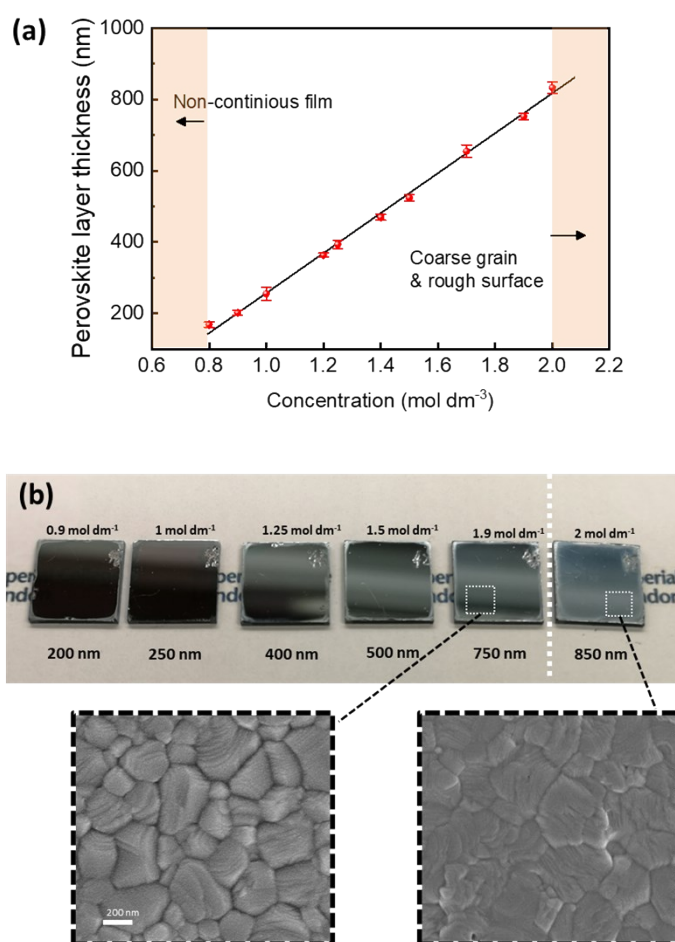 (a)
Perovskite layer thickness (nm)
1000
800
600
400
200
Non-continious film
Coarse grain
& rough surface
0.6 0.8 1.0 1.2 1.4 1.6 1.8 2.0 2.2
Concentration (mol dm⁻³)
(b)
0.9 mol dm⁻¹ 1 mol dm⁻¹ 1.25 mol dm⁻¹ 1.5 mol dm⁻¹ 1.9 mol dm⁻¹ 2 mol dm⁻¹
200 nm 250 nm 400 nm 500 nm 750 nm 850 nm
200 nm